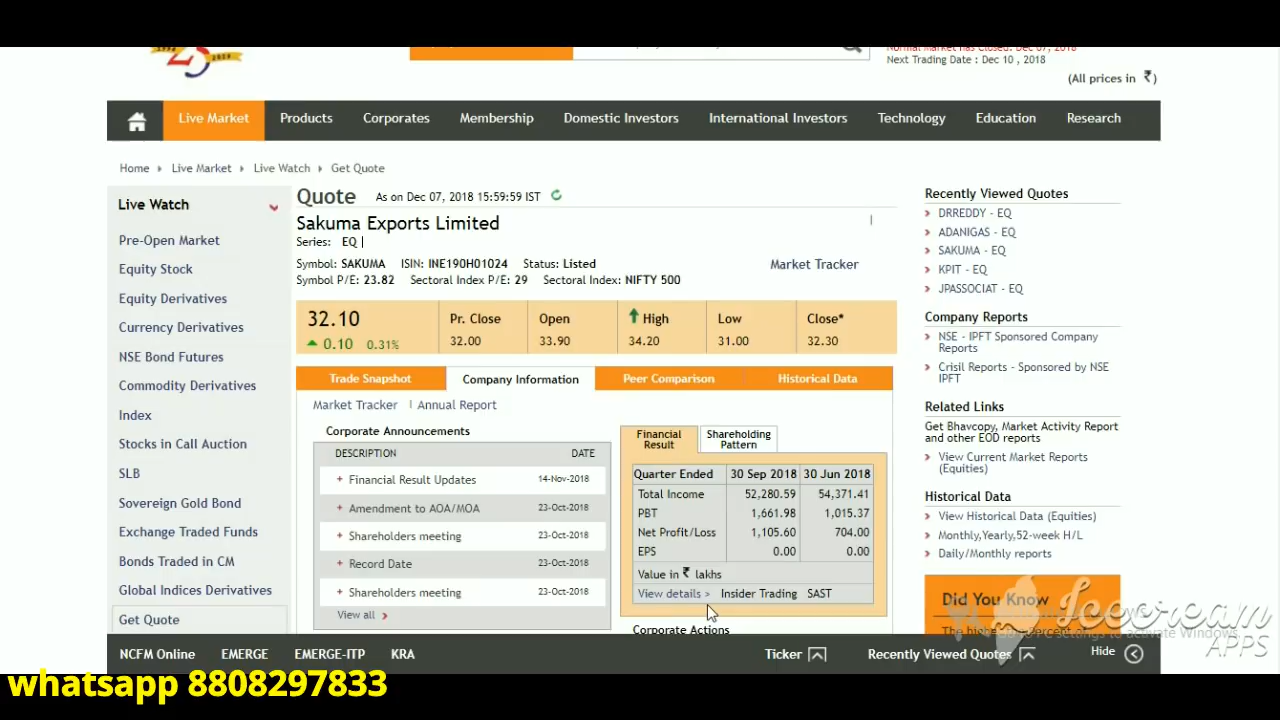 Normal Market has Closed: Dec 07, 2018
Next Trading Date : Dec 10 , 2018
(All prices in ₹)
Live Market
Products
Corporates
Membership
Domestic Investors
International Investors
Technology
Education
Research
Home
Live Market
Live Watch
Get Quote
Live Watch
Pre-Open Market
Equity Stock
Equity Derivatives
Currency Derivatives
NSE Bond Futures
Commodity Derivatives
Index
Stocks in Call Auction
SLB
Sovereign Gold Bond
Exchange Traded Funds
Bonds Traded in CM
Global Indices Derivatives
Get Quote
Quote As on Dec 07, 2018 15:59:59 IST
Sakuma Exports Limited
Series: EQ |
Symbol: SAKUMA ISIN: INE190H01024 Status: Listed
Symbol P/E: 23.82 Sectoral Index P/E: 29 Sectoral Index: NIFTY 500
Market Tracker
32.10
0.10 0.31%
Pr. Close
32.00
Open
33.90
High
34.20
Low
31.00
Close*
32.30
Trade Snapshot
Company Information
Peer Comparison
Historical Data
Market Tracker | Annual Report
Corporate Announcements
DESCRIPTION DATE
+ Financial Result Updates 14-Nov-2018
+ Amendment to AOA/MOA 23-Oct-2018
+ Shareholders meeting 23-Oct-2018
+ Record Date 23-Oct-2018
+ Shareholders meeting 23-Oct-2018
View all
Financial
Result
Shareholding
Pattern
Quarter Ended 30 Sep 2018 30 Jun 2018
Total Income 52,280.59 54,371.41
PBT 1,661.98 1,015.37
Net Profit/Loss 1,105.60 704.00
EPS 0.00 0.00
Value in ₹ lakhs
View details > Insider Trading SAST
Corporate Actions
Recently Viewed Quotes
DRREDDY - EQ
ADANIGAS - EQ
SAKUMA - EQ
KPIT - EQ
JPASSOCIAT - EQ
Company Reports
NSE - IPFT Sponsored Company
Reports
Crisil Reports - Sponsored by NSE
IPFT
Related Links
Get Bhavcopy, Market Activity Report
and other EOD reports
View Current Market Reports
(Equities)
Historical Data
View Historical Data (Equities)
Monthly,Yearly,52-week H/L
Daily/Monthly reports
Did You Know
Icecream
APPS
to PC settings to activate Windows.
NCFM Online
EMERGE
EMERGE-ITP
KRA
Ticker
Recently Viewed Quotes
Hide
whatsapp 8808297833